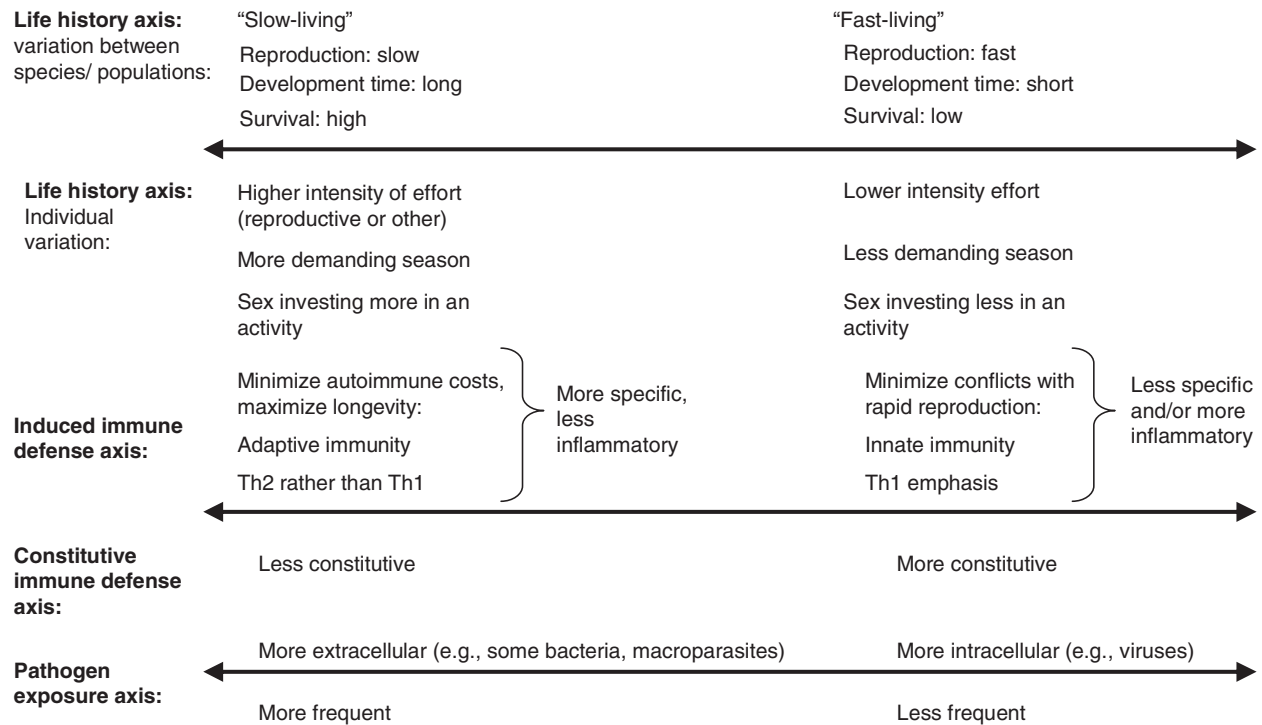 Life history axis:
variation between
species/ populations:
“Slow-living”
Reproduction: slow
Development time: long
Survival: high
“Fast-living”
Reproduction: fast
Development time: short
Survival: low
Life history axis:
Individual
variation:
Higher intensity of effort
(reproductive or other)
More demanding season
Sex investing more in an
activity
Lower intensity effort
Less demanding season
Sex investing less in an
activity
Induced immune
defense axis:
Minimize autoimmune costs,
maximize longevity:
Adaptive immunity
Th2 rather than Th1
More specific,
less
inflammatory
Minimize conflicts with
rapid reproduction:
Innate immunity
Th1 emphasis
Less specific
and/or more
inflammatory
Constitutive
immune defense
axis:
Less constitutive
More constitutive
Pathogen
exposure axis:
More extracellular (e.g., some bacteria, macroparasites)
More intracellular (e.g., viruses)
More frequent
Less frequent